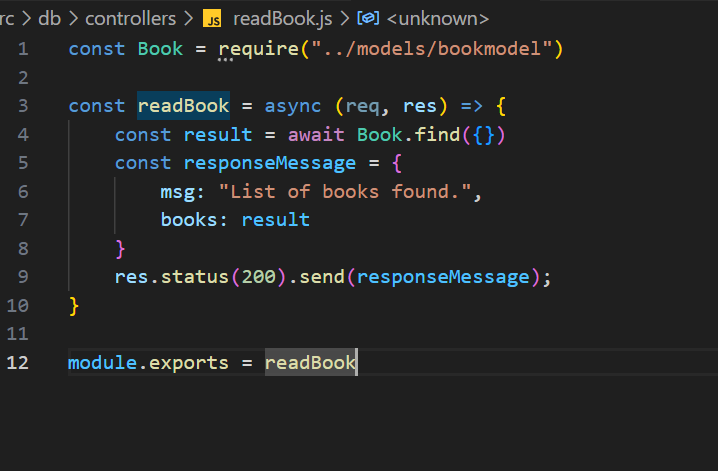 rc > db > controllers > JS readBook.js > <unknown>
1 const Book = require("../models/bookmodel")
2
3 const readBook = async (req, res) => {
4     const result = await Book.find({})
5     const responseMessage = {
6         msg: "List of books found.",
7         books: result
8     }
9     res.status(200).send(responseMessage);
10 }
11
12 module.exports = readBook